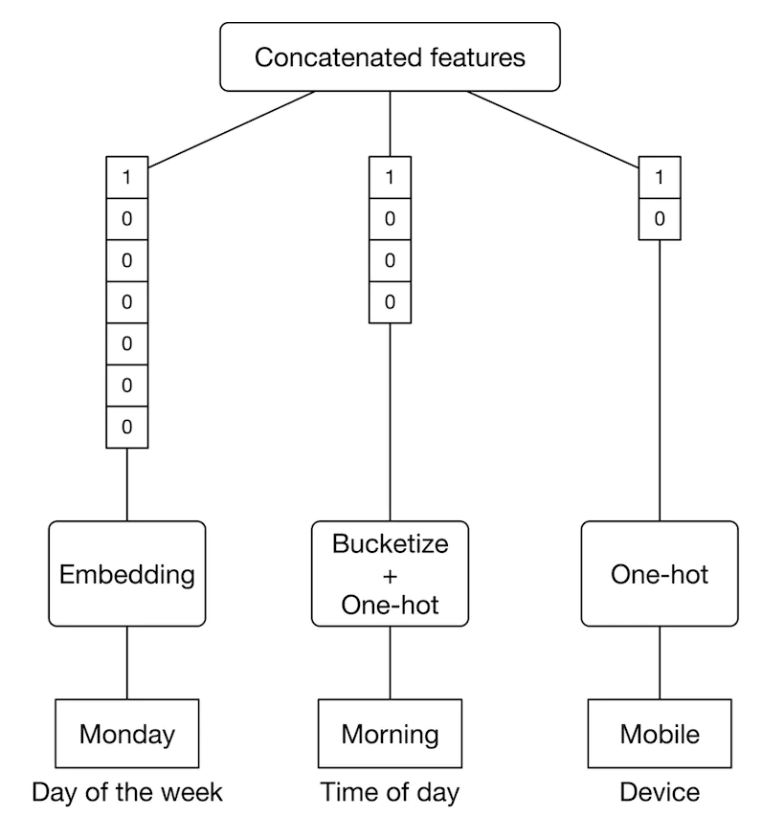 Concatenated features
1
0
0
0
0
0
0
1
0
0
0
1
0
Embedding
Bucketize
+
One-hot
One-hot
Monday
Morning
Mobile
Day of the week
Time of day
Device